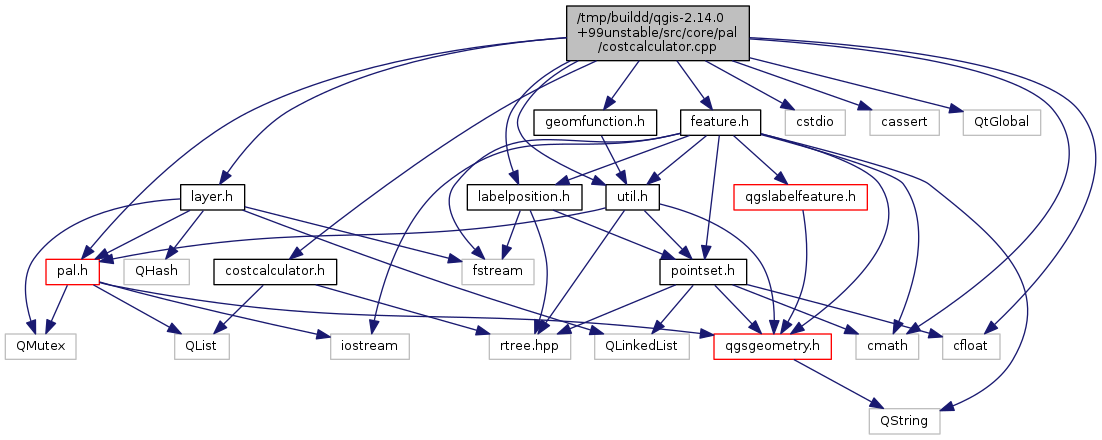 /tmp/buildd/qgis-2.14.0
+99unstable/src/core/pal
/costcalculator.cpp
geomfunction.h
feature.h
cstdio
cassert
QtGlobal
layer.h
labelposition.h
util.h
qgslabelfeature.h
pal.h
QHash
costcalculator.h
fstream
pointset.h
QMutex
QList
iostream
rtree.hpp
QLinkedList
qgsgeometry.h
cmath
cfloat
QString